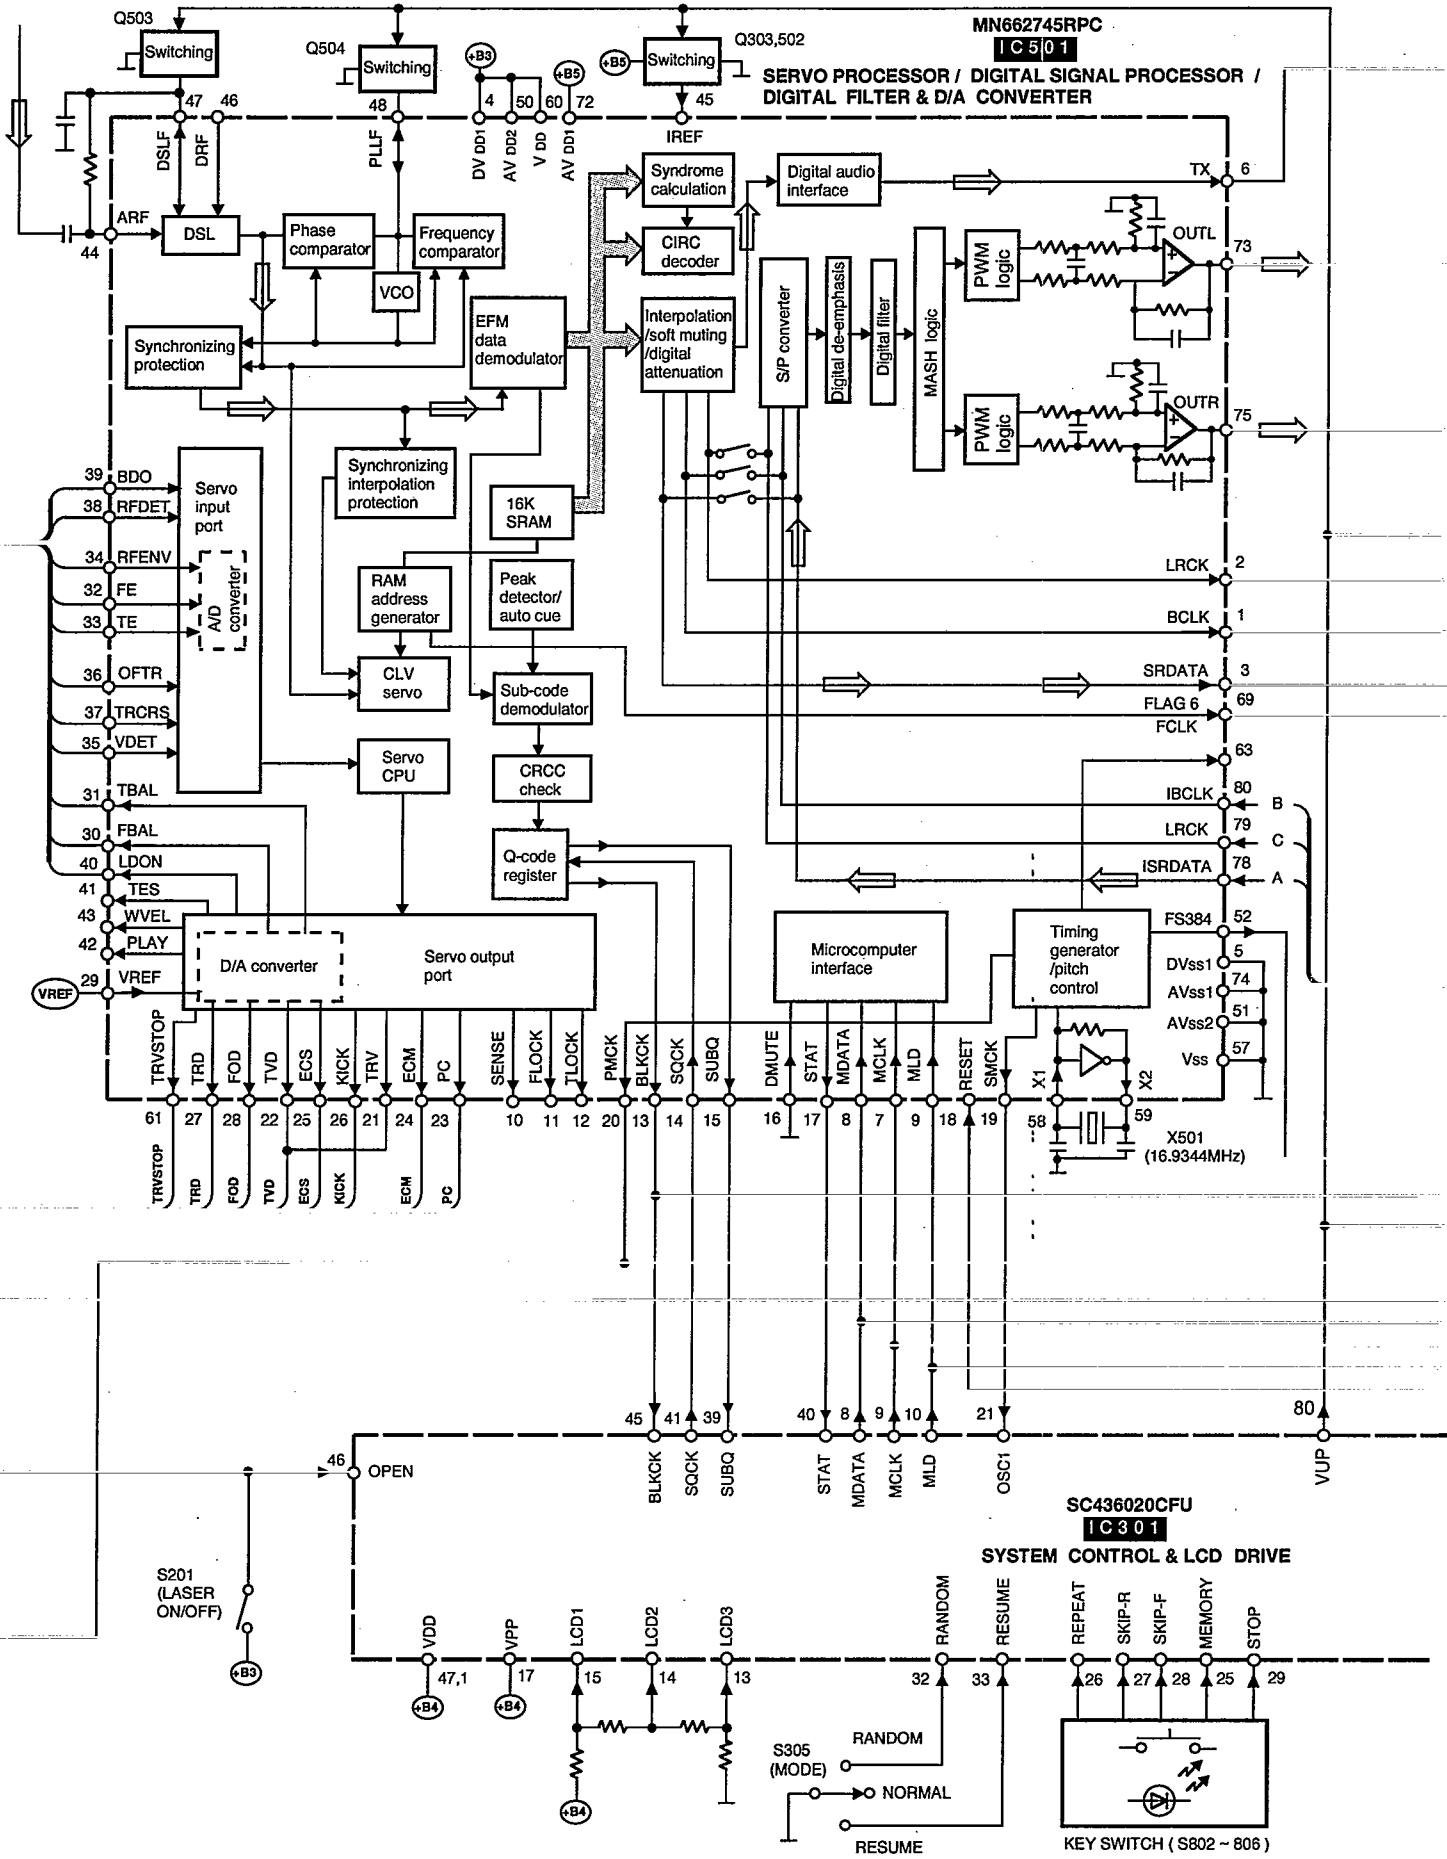 Q503
Switching
Q504
Switching
+B3
+B5
+B5
Switching
Q303,502
MN662745RPC
IC501
SERVO PROCESSOR / DIGITAL SIGNAL PROCESSOR /
DIGITAL FILTER & D/A CONVERTER
47 46 48 4 50 60 72 45
DSLF
DRF
PLLF
DV DD1
AV DD2
V DD
AV DD1
IREF
ARF
44
DSL
Phase
comparator
Frequency
comparator
VCO
Syndrome
calculation
Digital audio
interface
TX 6
CIRC
decoder
Synchronizing
protection
EFM
data
demodulator
Interpolation
/soft muting
/digital
attenuation
S/P converter
Digital de-emphasis
Digital filter
MASH logic
PWM
logic
OUTL
73
PWM
logic
OUTR
75
39 BDO
38 RFDET
34 RFENV
32 FE
33 TE
36 OFTR
37 TRCRS
35 VDET
31 TBAL
30 FBAL
40 LDON
41 TES
43 WVEL
42 PLAY
29 VREF
VREF
Servo
input
port
A/D
converter
Synchronizing
interpolation
protection
16K
SRAM
RAM
address
generator
Peak
detector/
auto cue
CLV
servo
Sub-code
demodulator
Servo
CPU
CRCC
check
Q-code
register
LRCK 2
BCLK 1
SRDATA 3
FLAG 6 69
FCLK
63
IBCLK 80 B
LRCK 79 C
ISRDATA 78 A
FS384 52
DVss1 5
AVss1 74
AVss2 51
Vss 57
D/A converter
Servo output
port
Microcomputer
interface
Timing
generator
/pitch
control
TRVSTOP
TRD
FOD
TVD
ECS
KICK
TRV
ECM
PC
SENSE
FLOCK
TLOCK
PMCK
BLKCK
SQCK
SUBQ
DMUTE
STAT
MDATA
MCLK
MLD
RESET
SMCK
X1
X2
61 27 28 22 25 26 21 24 23 10 11 12 20 13 14 15 16 17 8 7 9 18 19 58 59
X501
(16.9344MHz)
TRVSTOP
TRD
FOD
TVD
ECS
KICK
ECM
PC
45 41 39 40 8 9 10 21 80
46 OPEN
BLKCK
SQCK
SUBQ
STAT
MDATA
MCLK
MLD
OSC1
VUP
SC436020CFU
IC301
SYSTEM CONTROL & LCD DRIVE
S201
(LASER
ON/OFF)
+B3
VDD
VPP
LCD1
LCD2
LCD3
RANDOM
RESUME
REPEAT
SKIP-R
SKIP-F
MEMORY
STOP
47,1 17 15 14 13 32 33 26 27 28 25 29
+B4
+B4
+B4
S305
(MODE)
RANDOM
NORMAL
RESUME
KEY SWITCH ( S802 ~ 806 )